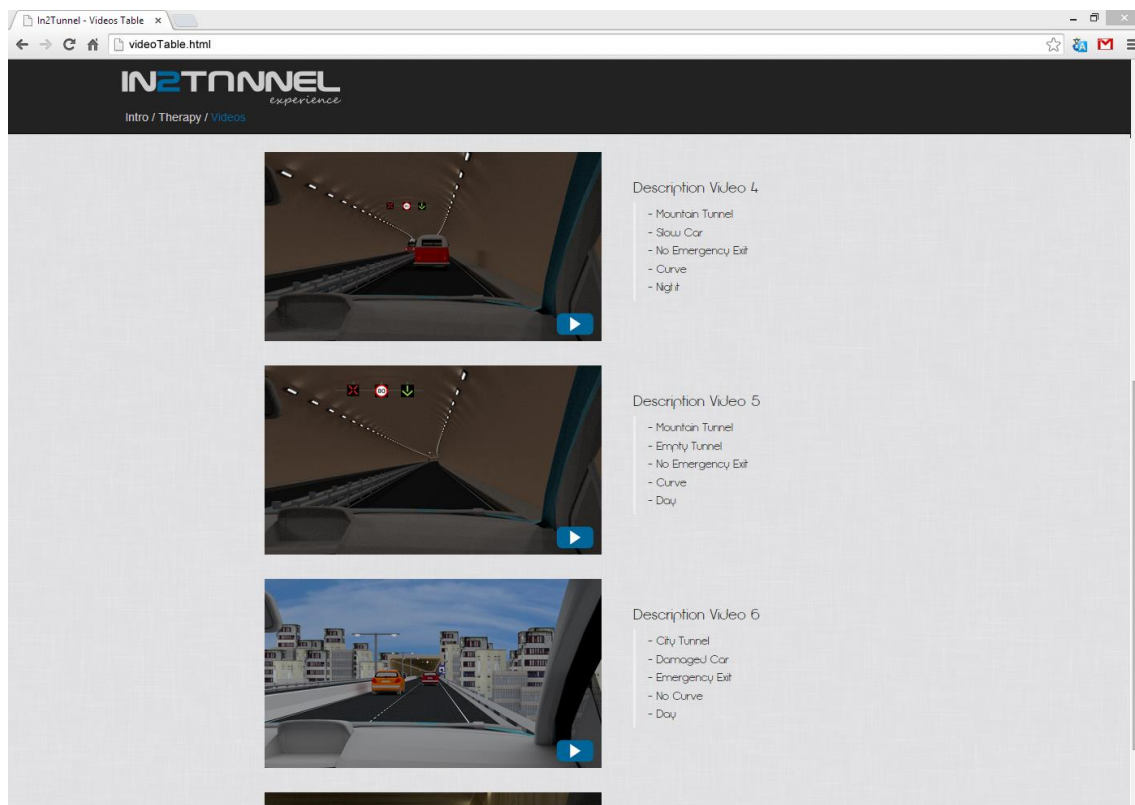 In2Tunnel - Videos Table
videoTable.html
IN2TUNNEL
experience
Intro / Therapy / Videos
Description Video 4
- Mountain Tunnel
- Slow Car
- No Emergency Exit
- Curve
- Night
80
Description Video 5
- Mountain Tunnel
- Empty Tunnel
- No Emergency Exit
- Curve
- Day
Description Video 6
- City Tunnel
- Damaged Car
- Emergency Exit
- No Curve
- Day